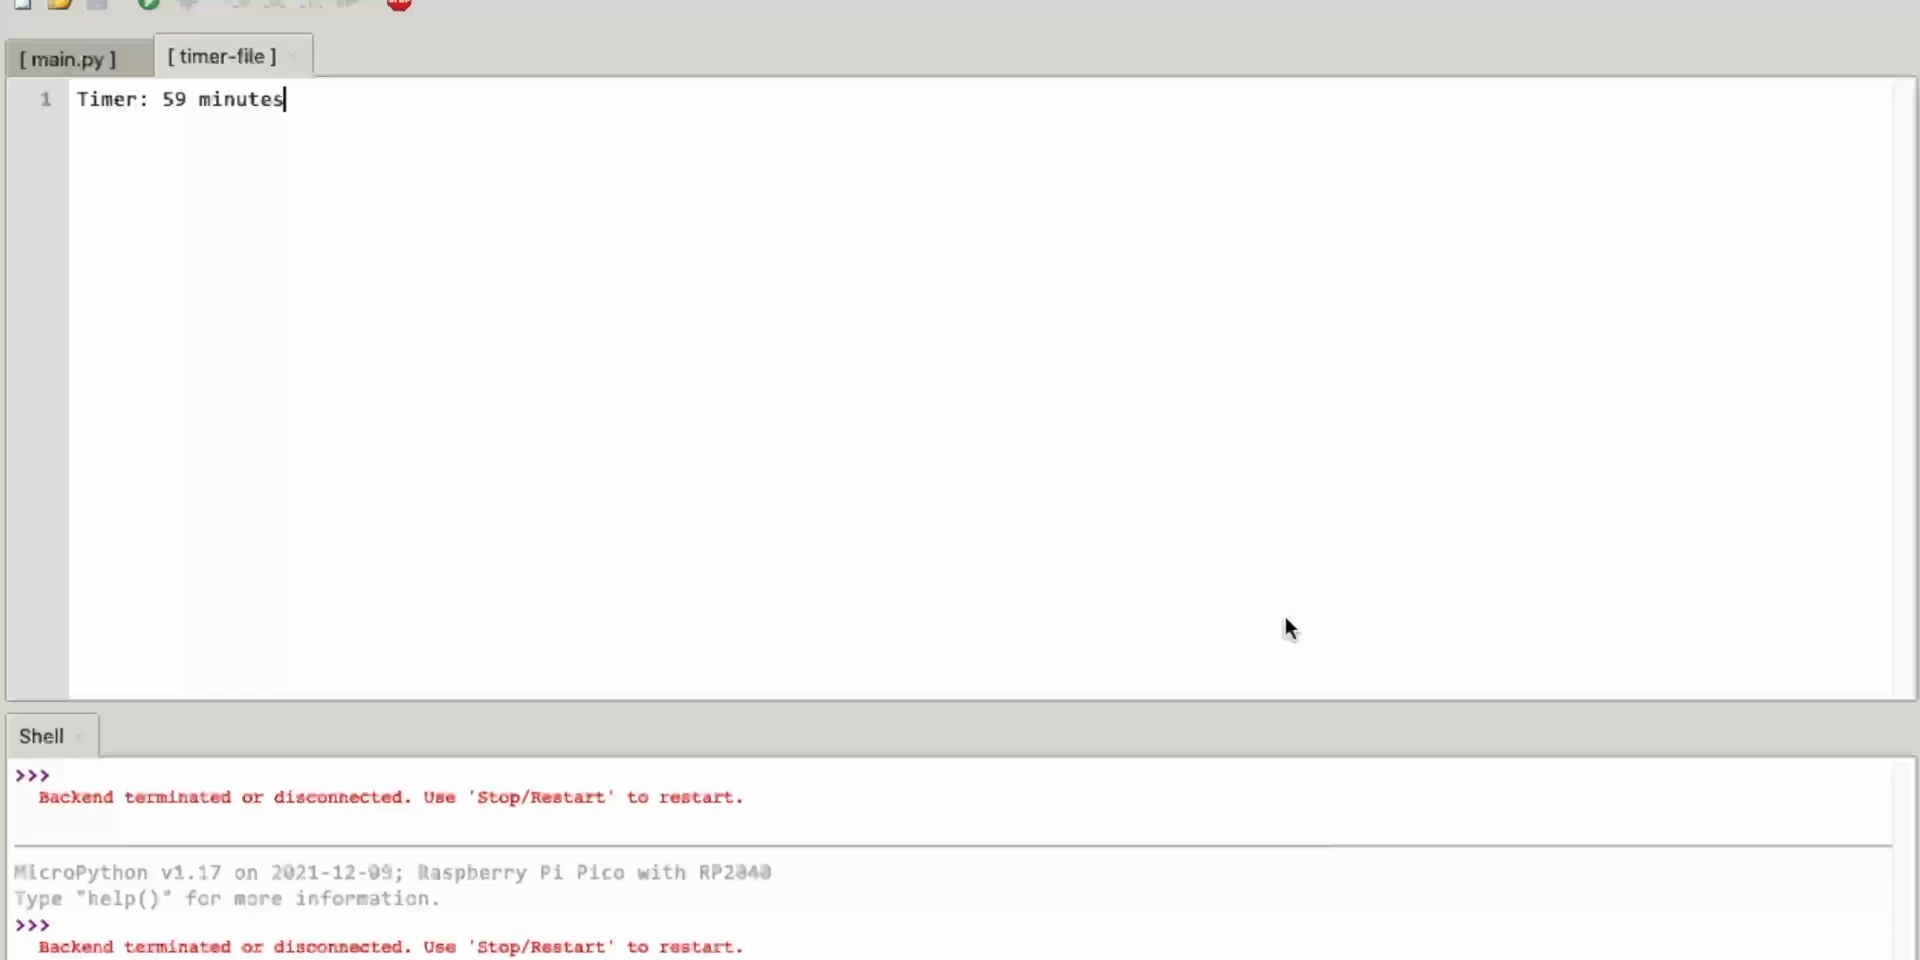 [ main.py ] [ timer-file ]
1 Timer: 59 minutes
Shell
>>>
Backend terminated or disconnected. Use 'Stop/Restart' to restart.
MicroPython v1.17 on 2021-12-09; Raspberry Pi Pico with RP2040
Type "help()" for more information.
>>>
Backend terminated or disconnected. Use 'Stop/Restart' to restart.